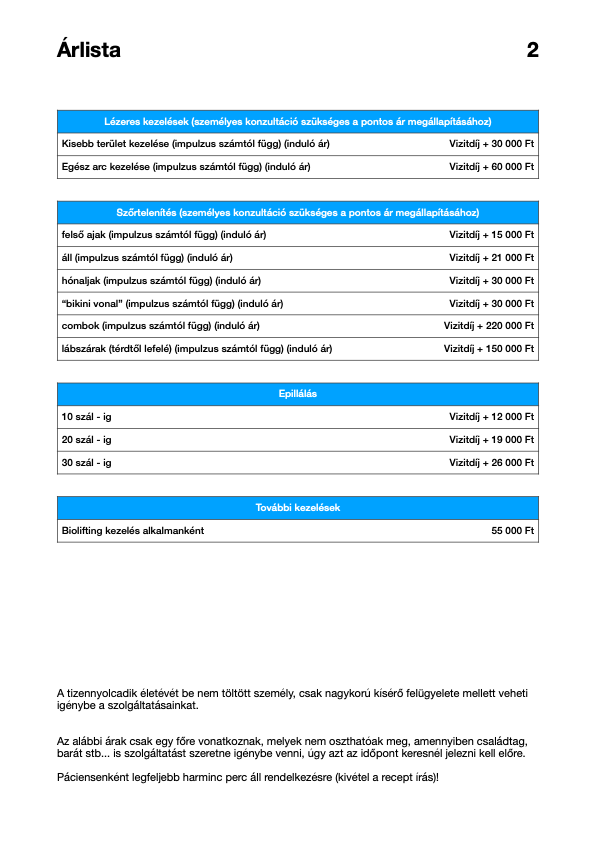 Árlista 2
Lézeres kezelések (személyes konzultáció szükséges a pontos ár megállapításához)
Kisebb terület kezelése (impulzus számtól függ) (induló ár) Vizitdíj + 30 000 Ft
Egész arc kezelése (impulzus számtól függ) (induló ár) Vizitdíj + 60 000 Ft
Szőrtelenítés (személyes konzultáció szükséges a pontos ár megállapításához)
felső ajak (impulzus számtól függ) (induló ár) Vizitdíj + 15 000 Ft
áll (impulzus számtól függ) (induló ár) Vizitdíj + 21 000 Ft
hónaljak (impulzus számtól függ) (induló ár) Vizitdíj + 30 000 Ft
“bikini vonal” (impulzus számtól függ) (induló ár) Vizitdíj + 30 000 Ft
combok (impulzus számtól függ) (induló ár) Vizitdíj + 220 000 Ft
lábszárak (térdtől lefelé) (impulzus számtól függ) (induló ár) Vizitdíj + 150 000 Ft
Epillálás
10 szál - ig Vizitdíj + 12 000 Ft
20 szál - ig Vizitdíj + 19 000 Ft
30 szál - ig Vizitdíj + 26 000 Ft
További kezelések
Biolifting kezelés alkalmanként 55 000 Ft
A tizennyolcadik életévét be nem töltött személy, csak nagykorú kísérő felügyelete mellett veheti
igénybe a szolgáltatásainkat.
Az alábbi árak csak egy főre vonatkoznak, melyek nem oszthatóak meg, amennyiben családtag,
barát stb... is szolgáltatást szeretne igénybe venni, úgy azt az időpont keresnél jelezni kell előre.
Páciensenként legfeljebb harminc perc áll rendelkezésre (kivétel a recept írás)!